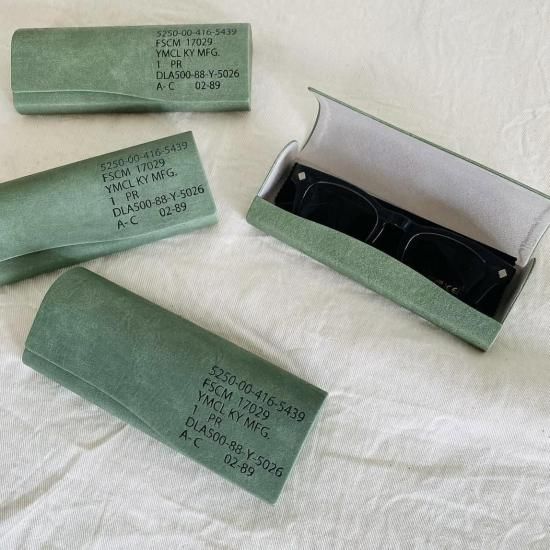 5250-00-416-5439
FSCM 17029
YMCL KY MFG.
1 PR
DLA500-88-Y-5026
A-C 02-89
5250-00-416-5439
FSCM 17029
YMCL KY MFG.
1 PR
DLA500-88-Y-5026
A-C 02-89
5250-00-416-5439
FSCM 17029
YMCL KY MFG.
1 PR
DLA500-88-Y-5026
A-C 02-89